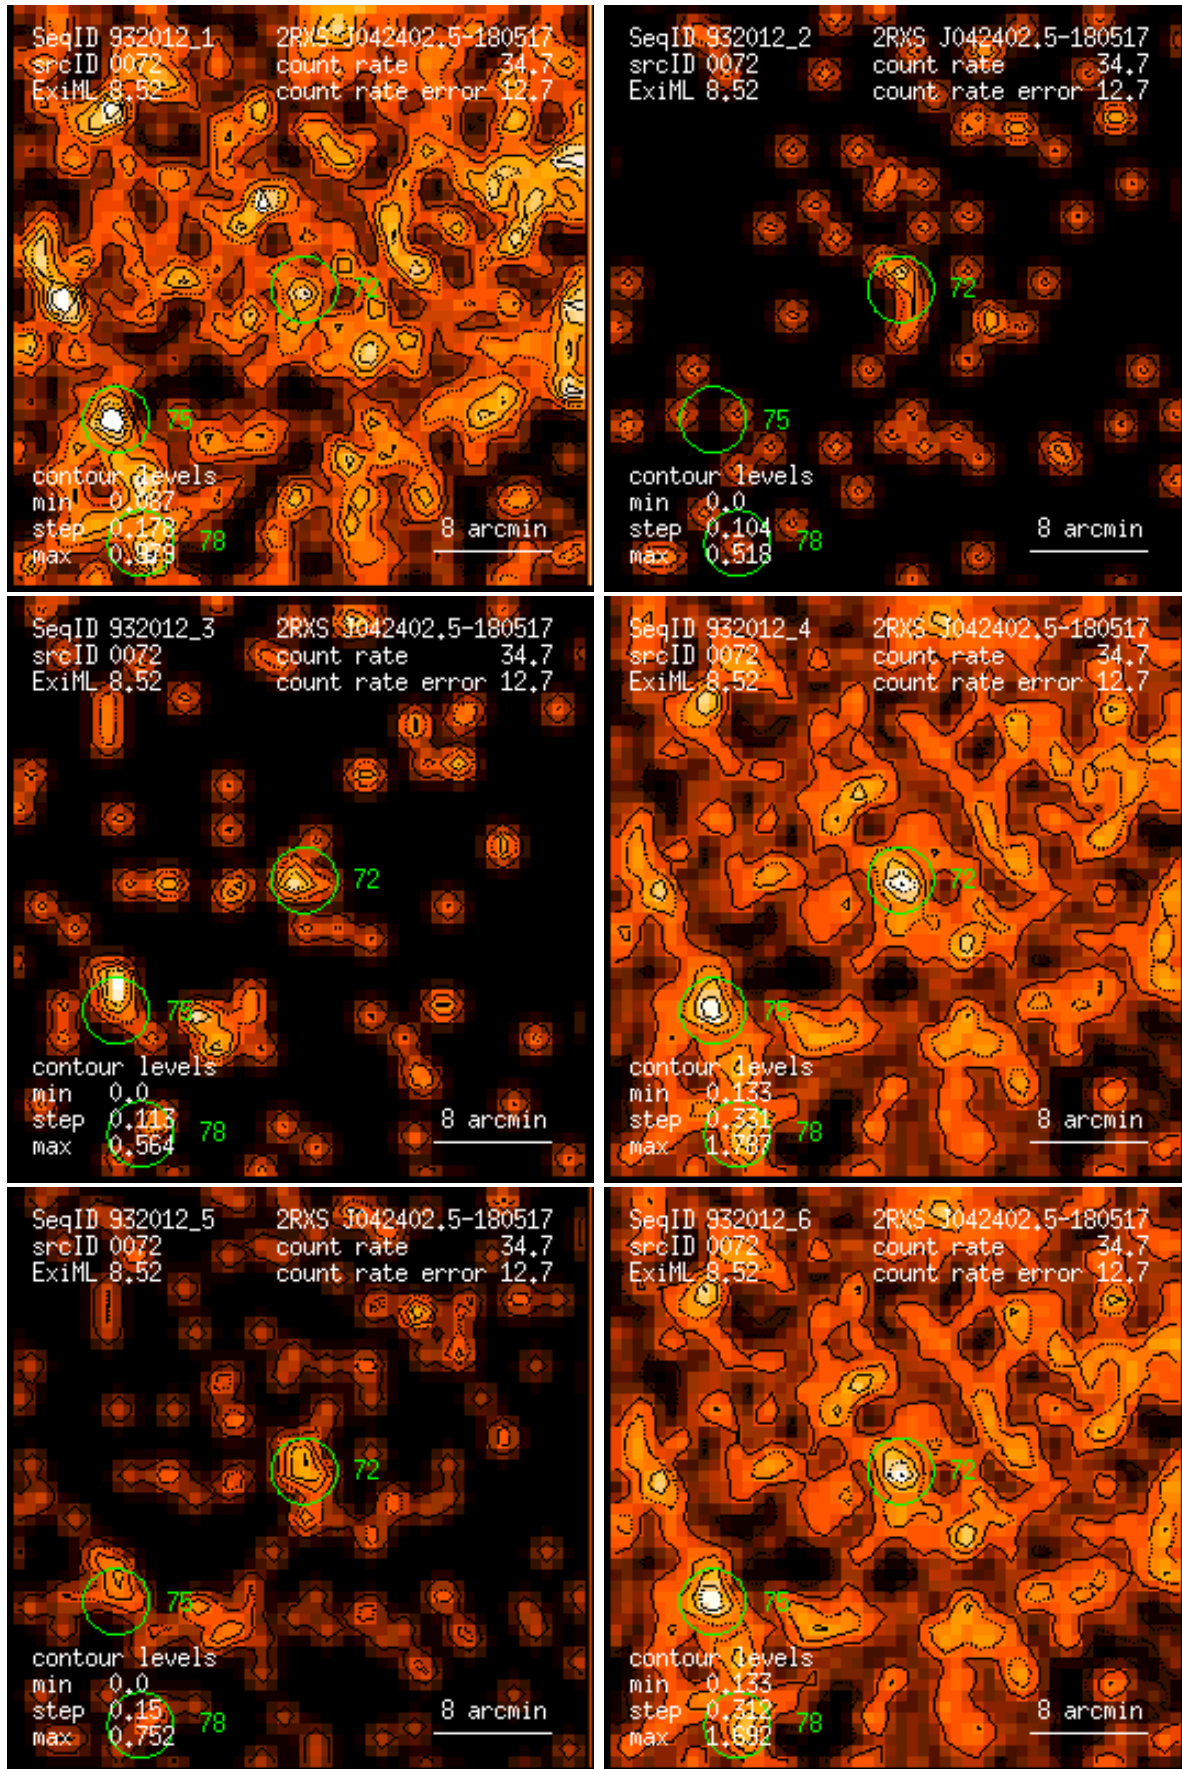 SeqID 932012_1 2RXS J042402.5-180517
srcID 0072 count rate 34.7
ExiML 8.52 count rate error 12.7
72
75
contour levels
min 0.087
step 0.178
max 0.979
78
8 arcmin
SeqID 932012_2 2RXS J042402.5-180517
srcID 0072 count rate 34.7
ExiML 8.52 count rate error 12.7
72
75
contour levels
min 0.0
step 0.104
max 0.518
78
8 arcmin
SeqID 932012_3 2RXS J042402.5-180517
srcID 0072 count rate 34.7
ExiML 8.52 count rate error 12.7
72
75
contour levels
min 0.0
step 0.113
max 0.564
78
8 arcmin
SeqID 932012_4 2RXS J042402.5-180517
srcID 0072 count rate 34.7
ExiML 8.52 count rate error 12.7
72
75
contour levels
min 0.133
step 0.331
max 1.787
78
8 arcmin
SeqID 932012_5 2RXS J042402.5-180517
srcID 0072 count rate 34.7
ExiML 8.52 count rate error 12.7
72
75
contour levels
min 0.0
step 0.15
max 0.752
78
8 arcmin
SeqID 932012_6 2RXS J042402.5-180517
srcID 0072 count rate 34.7
ExiML 8.52 count rate error 12.7
72
75
contour levels
min 0.133
step 0.312
max 1.692
78
8 arcmin